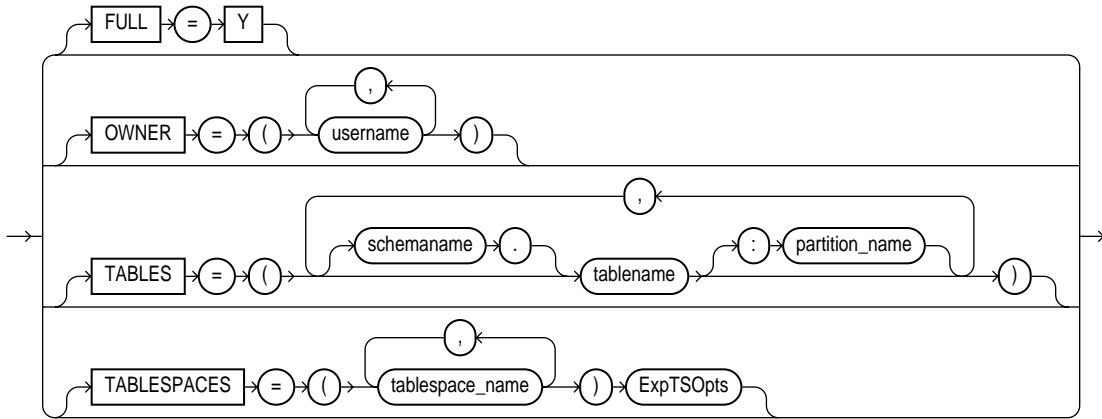 FULL = Y
,
OWNER = ( username )
,
schemaname . : partition_name
TABLES = ( tablename )
,
TABLESPACES = ( tablespace_name ) ExpTSOpts